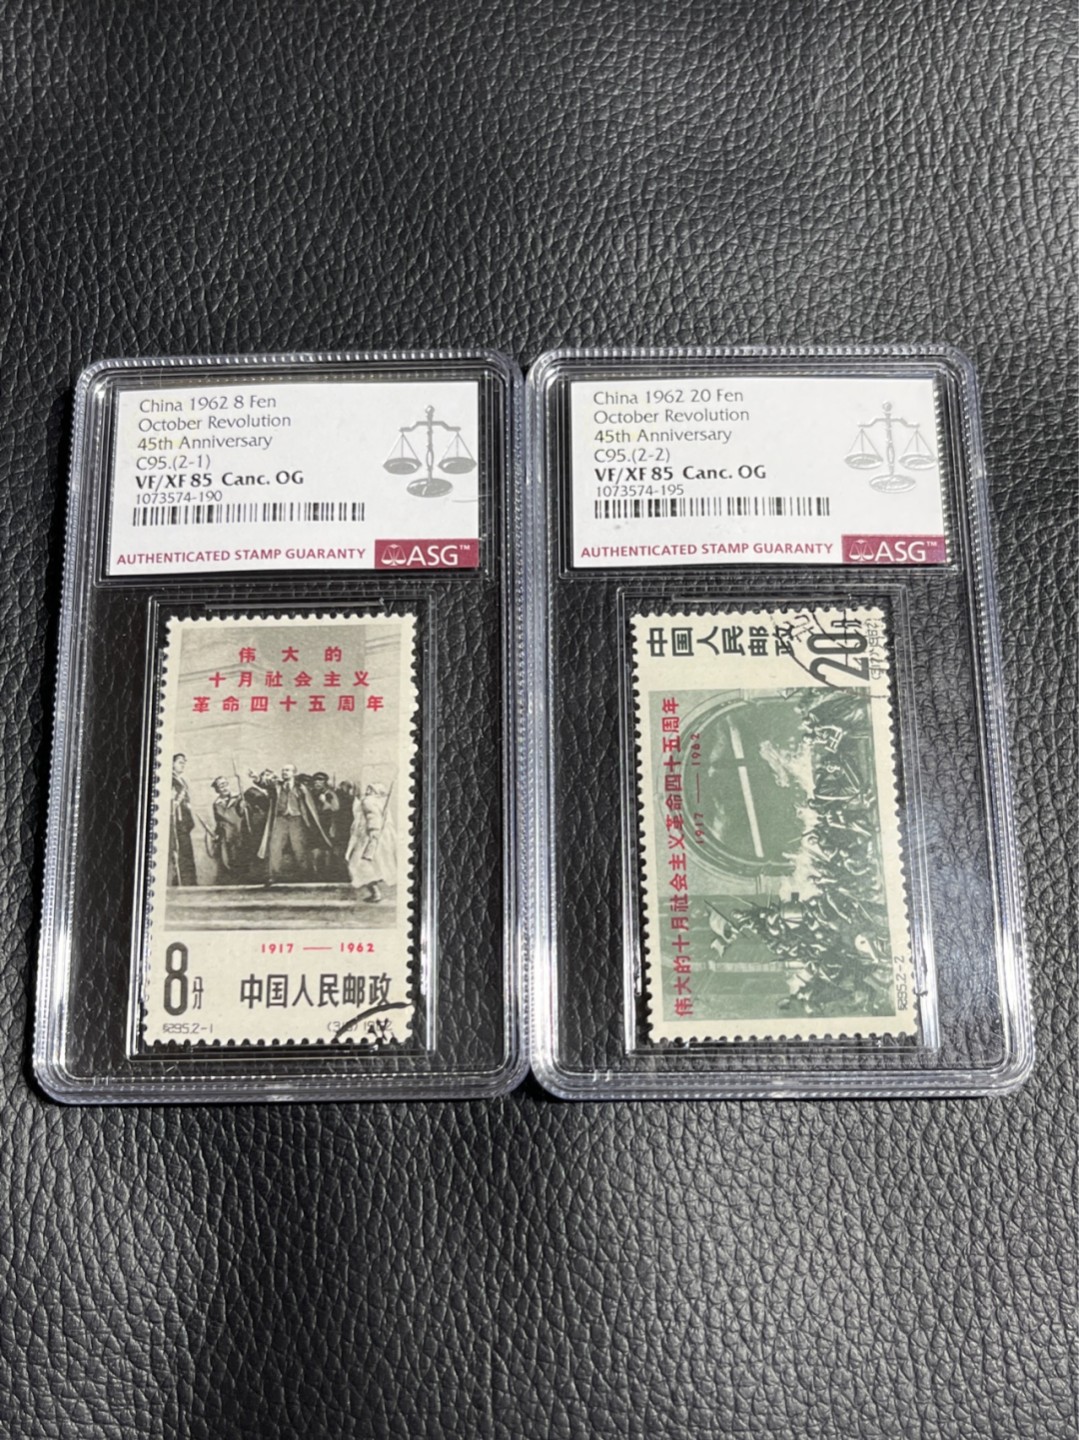 China 1962 8 Fen
October Revolution
45th Anniversary
C95.(2-1)
VF/XF 85 Canc. OG
1073574-190
AUTHENTICATED STAMP GUARANTY ASG™
伟大的
十月社会主义
革命四十五周年
1917 — 1962
8分 中国人民邮政
纪95.2-1
China 1962 20 Fen
October Revolution
45th Anniversary
C95.(2-2)
VF/XF 85 Canc. OG
1073574-195
AUTHENTICATED STAMP GUARANTY ASG™
中国人民邮政 20分
伟大的十月社会主义革命四十五周年
1917 — 1962
纪95.2-2